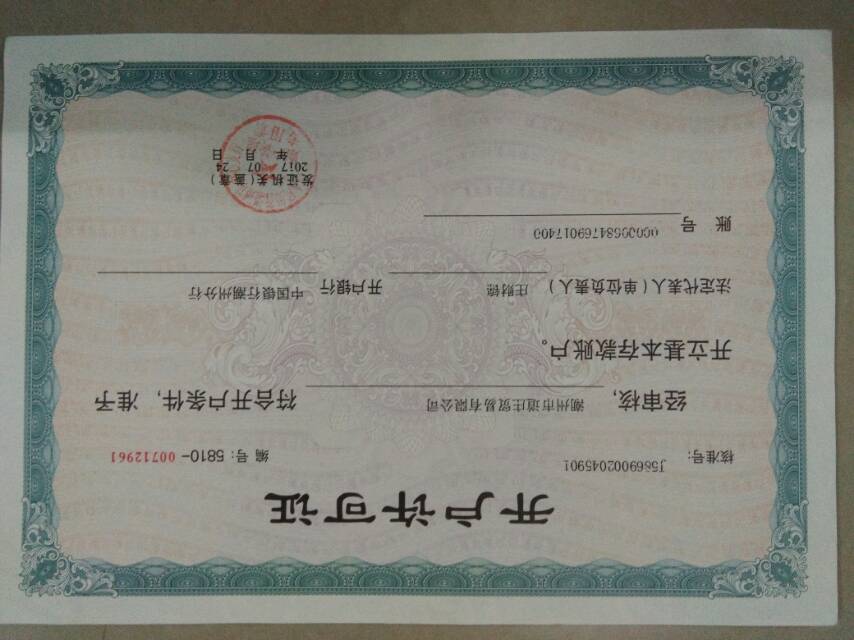 开户许可证
核准号: J5869002045901 编 号: 5810-00712961
经审核, 潮州市道庄贸易有限公司 符合开户条件, 准予
开立基本存款账户。
法定代表人(单位负责人) 庄财锦 开户银行 中国银行潮州分行
账 号
发证机关(盖章)
2017 07 24
年 月 日